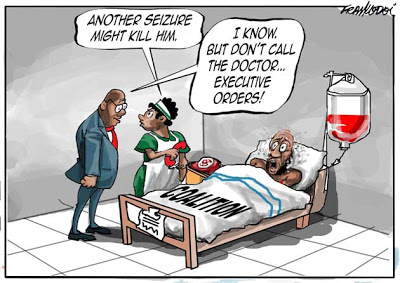 ANOTHER SEIZURE
MIGHT KILL HIM.
I KNOW.
BUT DON'T CALL
THE DOCTOR...
EXECUTIVE
ORDERS!
COALITION